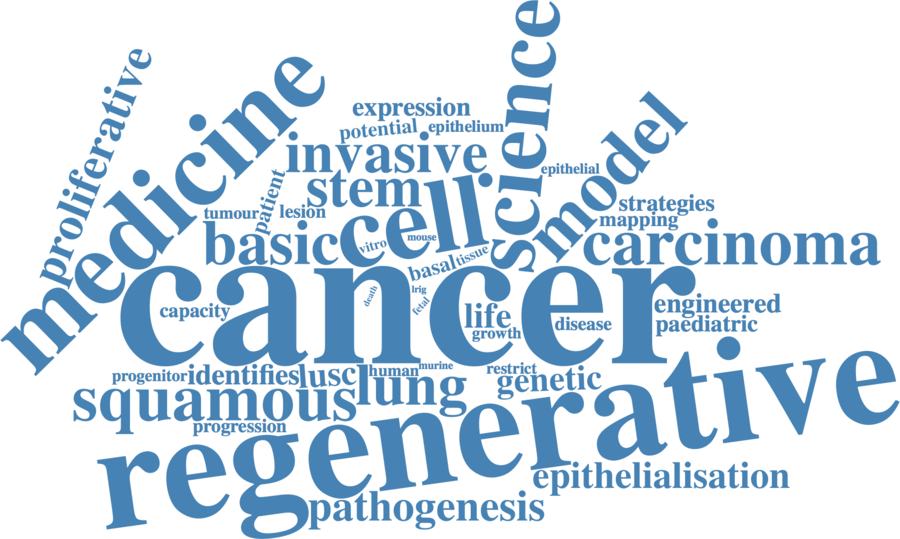 proliferative
medicine
science
model
expression
potential
epithelium
invasive
epithelial
patient
stem
cell
tumour
lesion
strategies
mapping
basic
vitro
mouse
carcinoma
basal
tissue
cancer
death
lrig
fetal
capacity
life
growth
disease
engineered
paediatric
progenitor
identifies
lusc
human
murine
lung
restrict
genetic
squamous
progression
regenerative
epithelialisation
pathogenesis